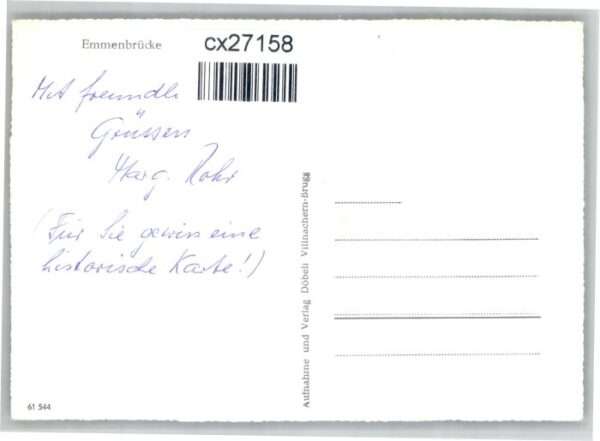 Emmenbrücke
cx27158
Mit freundl.
Grüssen
Marg. Rohr
(Für Sie gewiss eine
historische Karte!)
Aufnahme und Verlag Döbeli Villnachern-Brugg
61 544